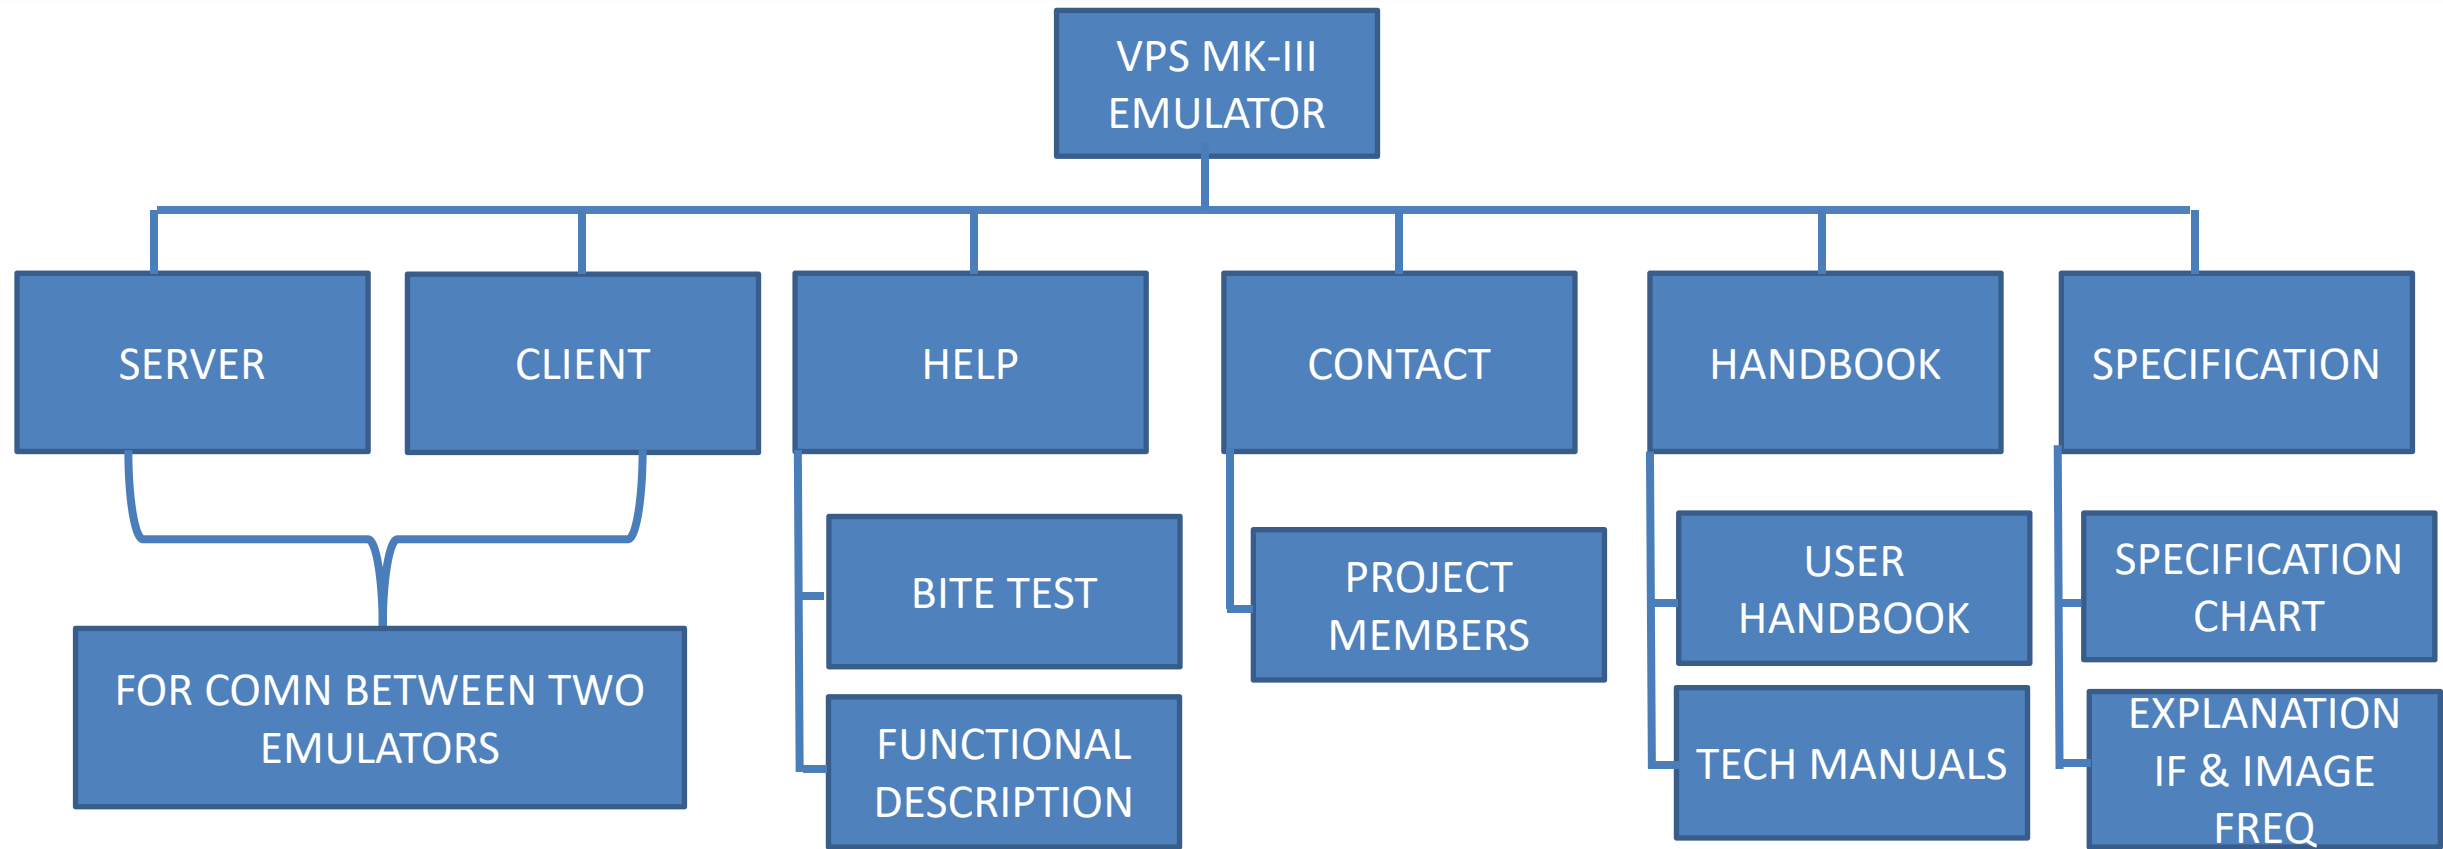 VPS MK-III
EMULATOR
SERVER
CLIENT
HELP
CONTACT
HANDBOOK
SPECIFICATION
FOR COMN BETWEEN TWO
EMULATORS
BITE TEST
FUNCTIONAL
DESCRIPTION
PROJECT
MEMBERS
USER
HANDBOOK
TECH MANUALS
SPECIFICATION
CHART
EXPLANATION
IF & IMAGE
FREQ